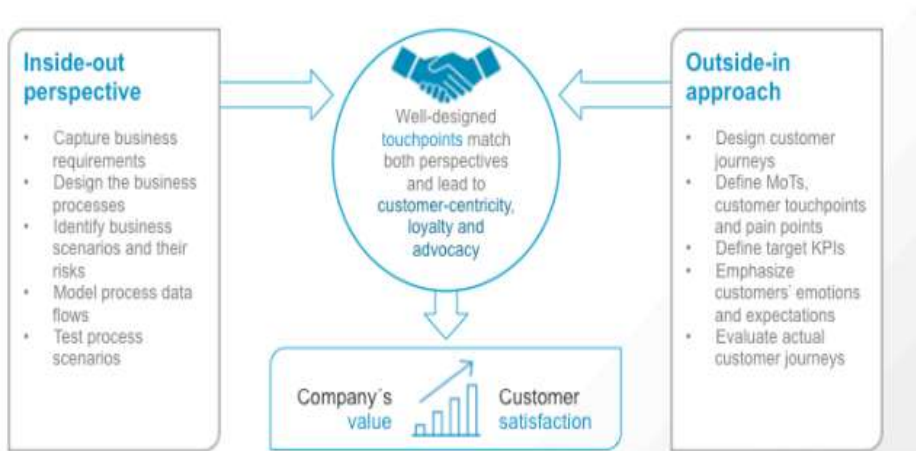 Inside-out
perspective
• Capture business
requirements
• Design the business
processes
• Identify business
scenarios and their
risks
• Model process data
flows
• Test process
scenarios
Well-designed
touchpoints match
both perspectives
and lead to
customer-centricity,
loyalty and
advocacy
Company´s
value
Customer
satisfaction
Outside-in
approach
• Design customer
journeys
• Define MoTs,
customer touchpoints
and pain points
• Define target KPIs
• Emphasize
customers´ emotions
and expectations
• Evaluate actual
customer journeys